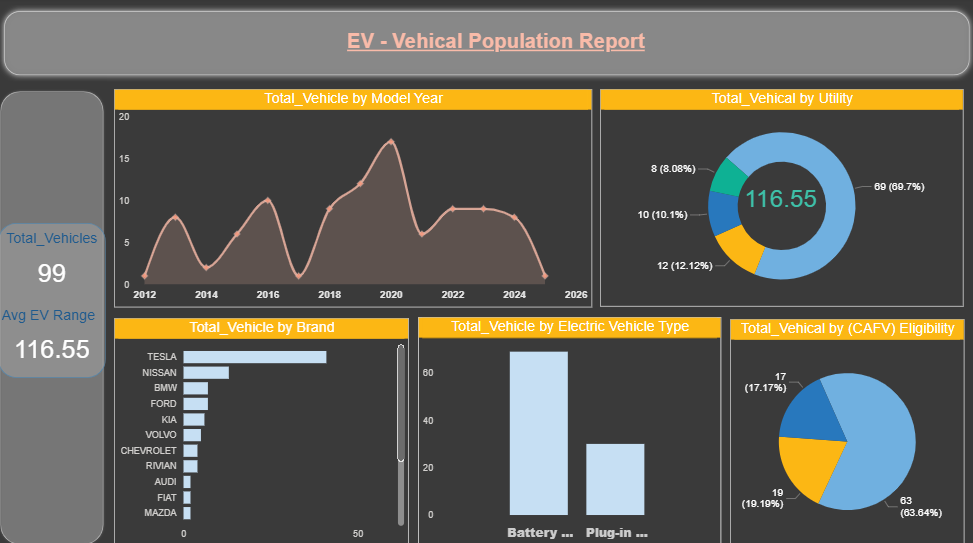 EV - Vehical Population Report
Total_Vehicles
99
Avg EV Range
116.55
Total_Vehicle by Model Year
20
15
10
5
0
2012 2014 2016 2018 2020 2022 2024 2026
Total_Vehical by Utility
8 (8.08%)
69 (69.7%)
116.55
10 (10.1%)
12 (12.12%)
Total_Vehicle by Brand
TESLA
NISSAN
BMW
FORD
KIA
VOLVO
CHEVROLET
RIVIAN
AUDI
FIAT
MAZDA
0 50
Total_Vehicle by Electric Vehicle Type
60
40
20
0
Battery ... Plug-in ...
Total_Vehical by (CAFV) Eligibility
17
(17.17%)
19
(19.19%)
63
(63.64%)